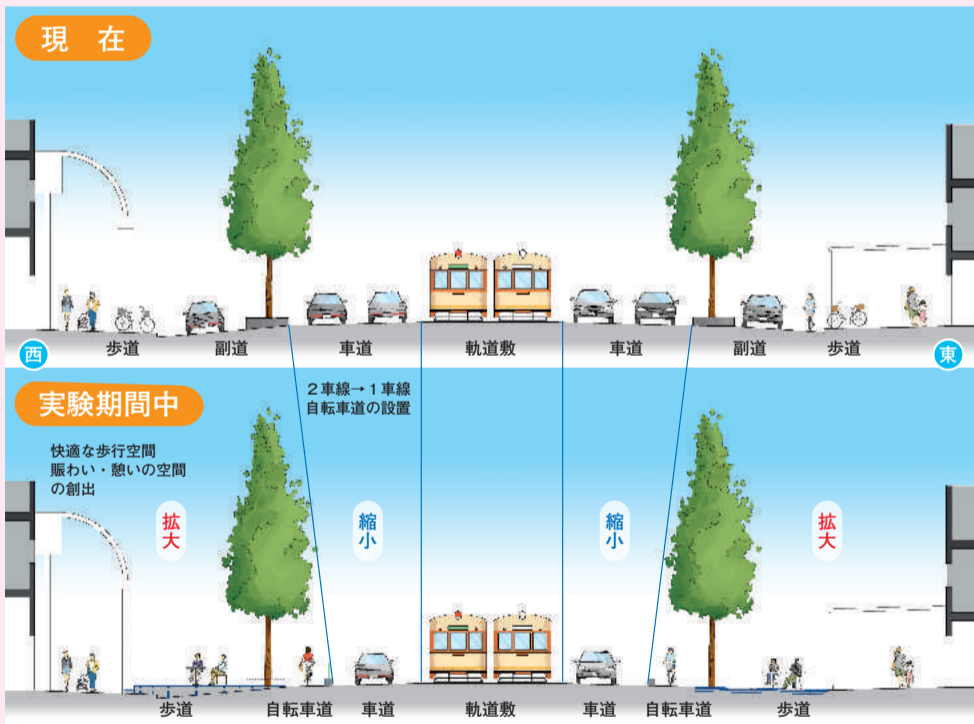 現 在
歩道 副道 車道 軌道敷 車道 副道 歩道
西
東
実験期間中
2車線→1車線
自転車道の設置
快適な歩行空間
賑わい・憩いの空間
の創出
拡大
縮小
縮小
拡大
歩道 自転車道 車道 軌道敷 車道 自転車道 歩道